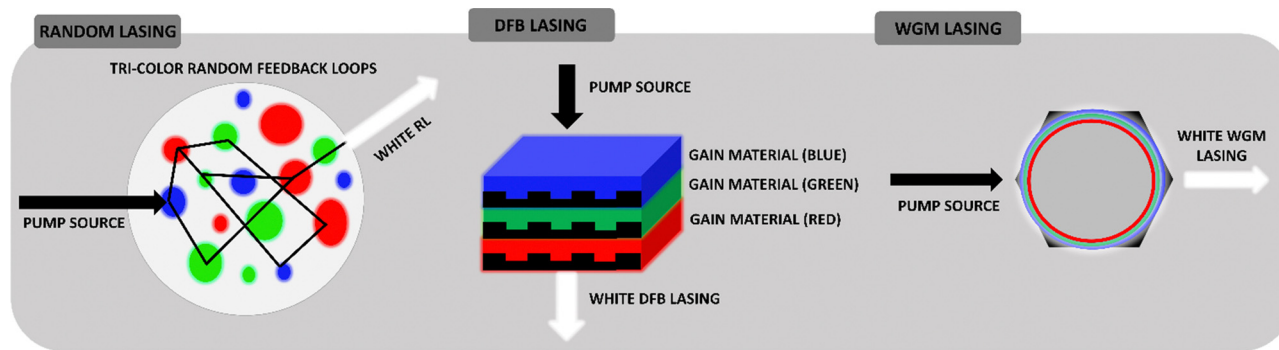 RANDOM LASING
TRI-COLOR RANDOM FEEDBACK LOOPS
PUMP SOURCE
WHITE RL
DFB LASING
PUMP SOURCE
GAIN MATERIAL (BLUE)
GAIN MATERIAL (GREEN)
GAIN MATERIAL (RED)
WHITE DFB LASING
WGM LASING
PUMP SOURCE
WHITE WGM
LASING